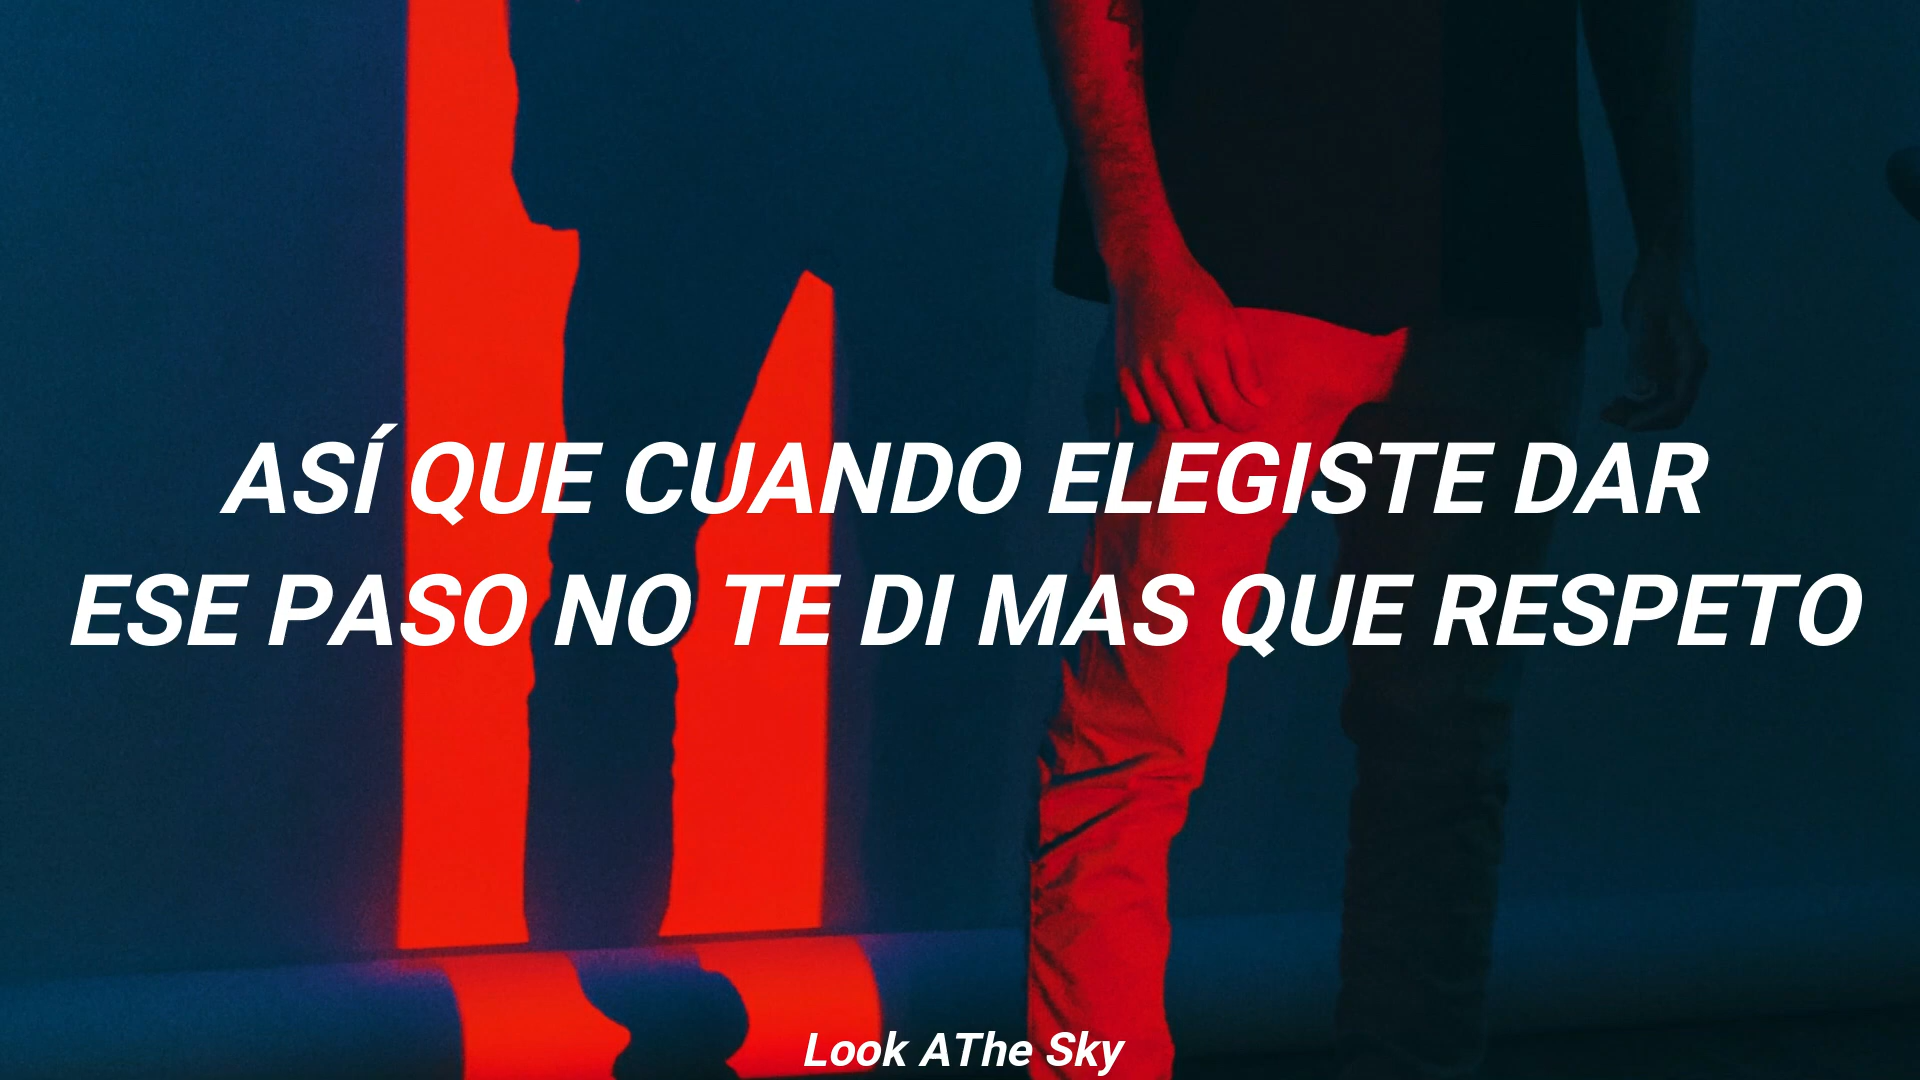 ASÍ QUE CUANDO ELEGISTE DAR
ESE PASO NO TE DI MAS QUE RESPETO
Look AThe Sky